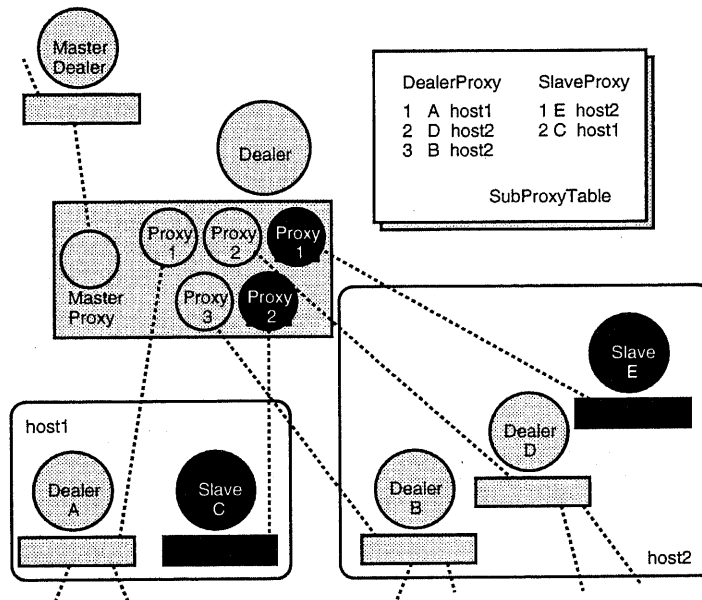 Master
Dealer
DealerProxy SlaveProxy
1 A host1 1 E host2
2 D host2 2 C host1
3 B host2
SubProxyTable
Dealer
Proxy
1
Proxy
2
Proxy
1
Master
Proxy
Proxy
3
Proxy
2
host1
Dealer
A
Slave
C
Slave
E
Dealer
D
Dealer
B
host2